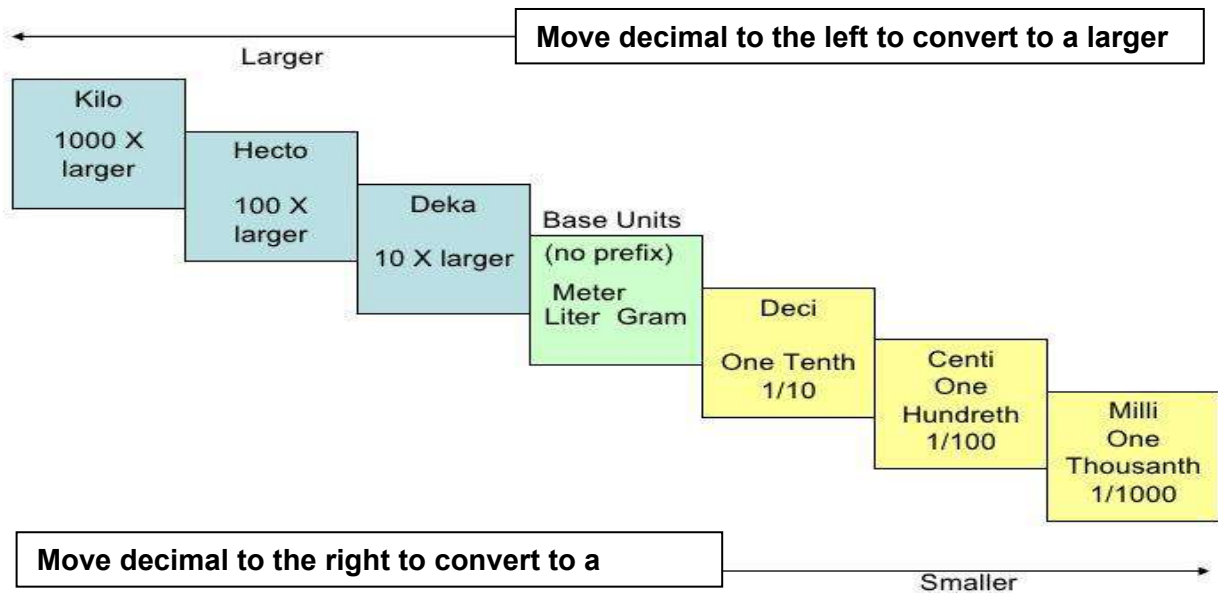 Move decimal to the left to convert to a larger
Larger
Kilo
1000 X
larger
Hecto
100 X
larger
Deka
10 X larger
Base Units
(no prefix)
Meter
Liter Gram
Deci
One Tenth
1/10
Centi
One
Hundreth
1/100
Milli
One
Thousanth
1/1000
Move decimal to the right to convert to a
Smaller